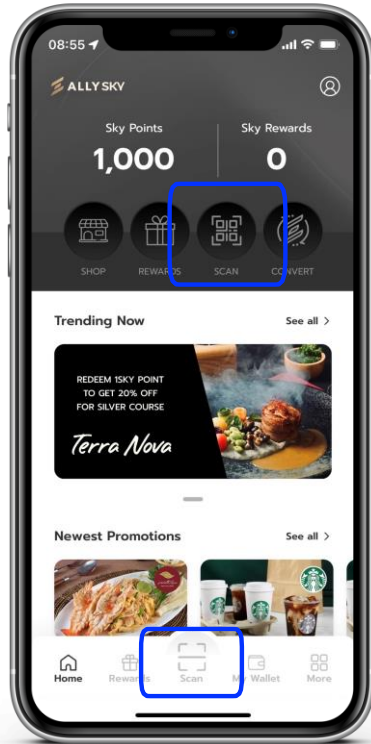 08:55
ALLY SKY
Sky Points
Sky Rewards
1,000
0
SHOP
REWARDS
SCAN
CONVERT
Trending Now
See all >
REDEEM 1SKY POINT
TO GET 20% OFF
FOR SILVER COURSE
Terra Nova
Newest Promotions
See all >
Home
Rewards
Scan
My Wallet
More